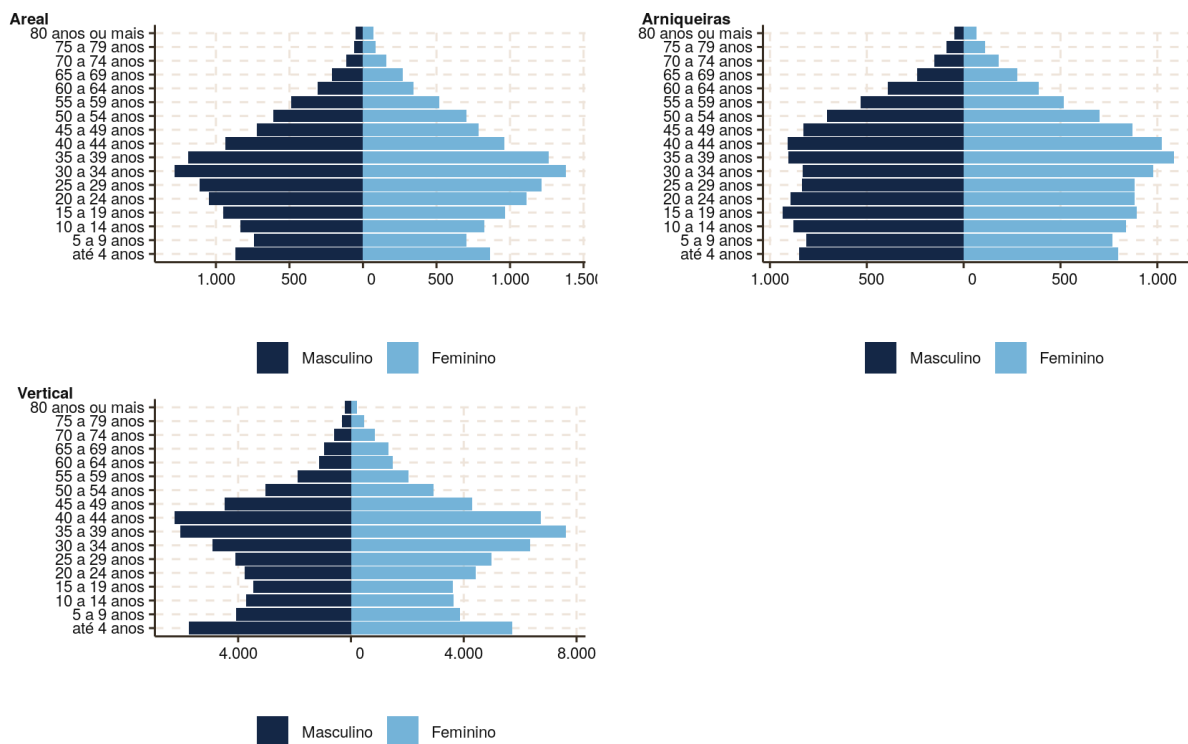 Areal
80 anos ou mais
75 a 79 anos
70 a 74 anos
65 a 69 anos
60 a 64 anos
55 a 59 anos
50 a 54 anos
45 a 49 anos
40 a 44 anos
35 a 39 anos
30 a 34 anos
25 a 29 anos
20 a 24 anos
15 a 19 anos
10 a 14 anos
5 a 9 anos
até 4 anos
1.000 500 0 500 1.000 1.500
Masculino Feminino
Arniqueiras
80 anos ou mais
75 a 79 anos
70 a 74 anos
65 a 69 anos
60 a 64 anos
55 a 59 anos
50 a 54 anos
45 a 49 anos
40 a 44 anos
35 a 39 anos
30 a 34 anos
25 a 29 anos
20 a 24 anos
15 a 19 anos
10 a 14 anos
5 a 9 anos
até 4 anos
1.000 500 0 500 1.000
Masculino Feminino
Vertical
80 anos ou mais
75 a 79 anos
70 a 74 anos
65 a 69 anos
60 a 64 anos
55 a 59 anos
50 a 54 anos
45 a 49 anos
40 a 44 anos
35 a 39 anos
30 a 34 anos
25 a 29 anos
20 a 24 anos
15 a 19 anos
10 a 14 anos
5 a 9 anos
até 4 anos
4.000 0 4.000 8.000
Masculino Feminino